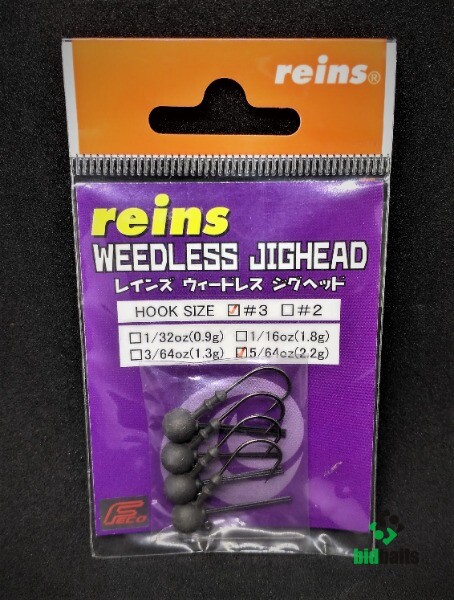 reins®
reins
WEEDLESS JIGHEAD
レインズ ウィードレス ジグヘッド
HOOK SIZE ☑#3 ☐#2
☐1/32oz(0.9g) ☐1/16oz(1.8g)
☐3/64oz(1.3g) ☑5/64oz(2.2g)
FECO
bidbaits